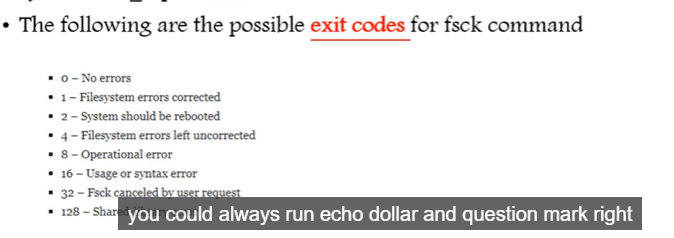 • The following are the possible exit codes for fsck command
▪ 0 – No errors
▪ 1 – Filesystem errors corrected
▪ 2 – System should be rebooted
▪ 4 – Filesystem errors left uncorrected
▪ 8 – Operational error
▪ 16 – Usage or syntax error
▪ 32 – Fsck canceled by user request
▪ 128 – Shared
you could always run echo dollar and question mark right